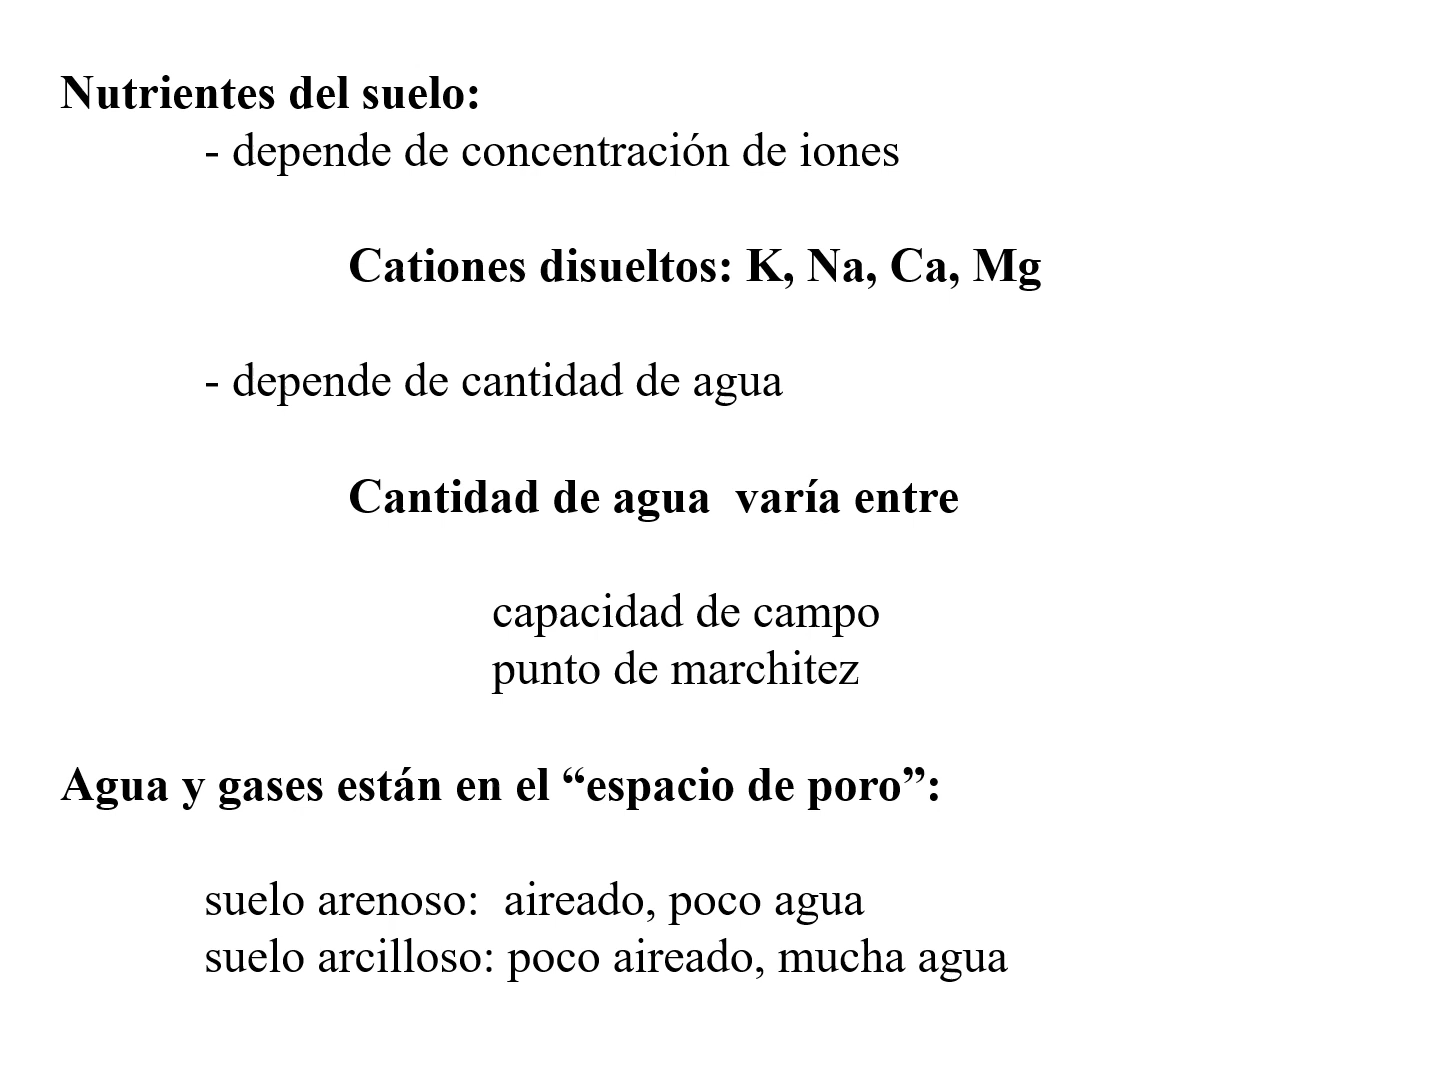 Nutrientes del suelo:
- depende de concentración de iones
Cationes disueltos: K, Na, Ca, Mg
- depende de cantidad de agua
Cantidad de agua  varía entre
capacidad de campo
punto de marchitez
Agua y gases están en el “espacio de poro”:
suelo arenoso:  aireado, poco agua
suelo arcilloso: poco aireado, mucha agua